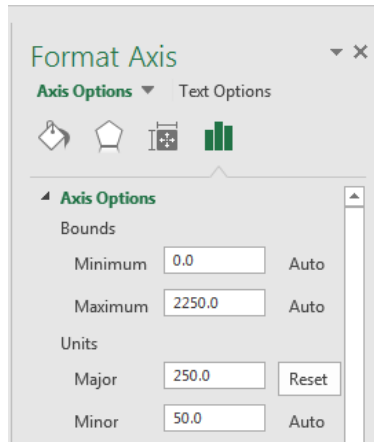 Format Axis
Axis Options Text Options
Axis Options
Bounds
Minimum 0.0 Auto
Maximum 2250.0 Auto
Units
Major 250.0 Reset
Minor 50.0 Auto